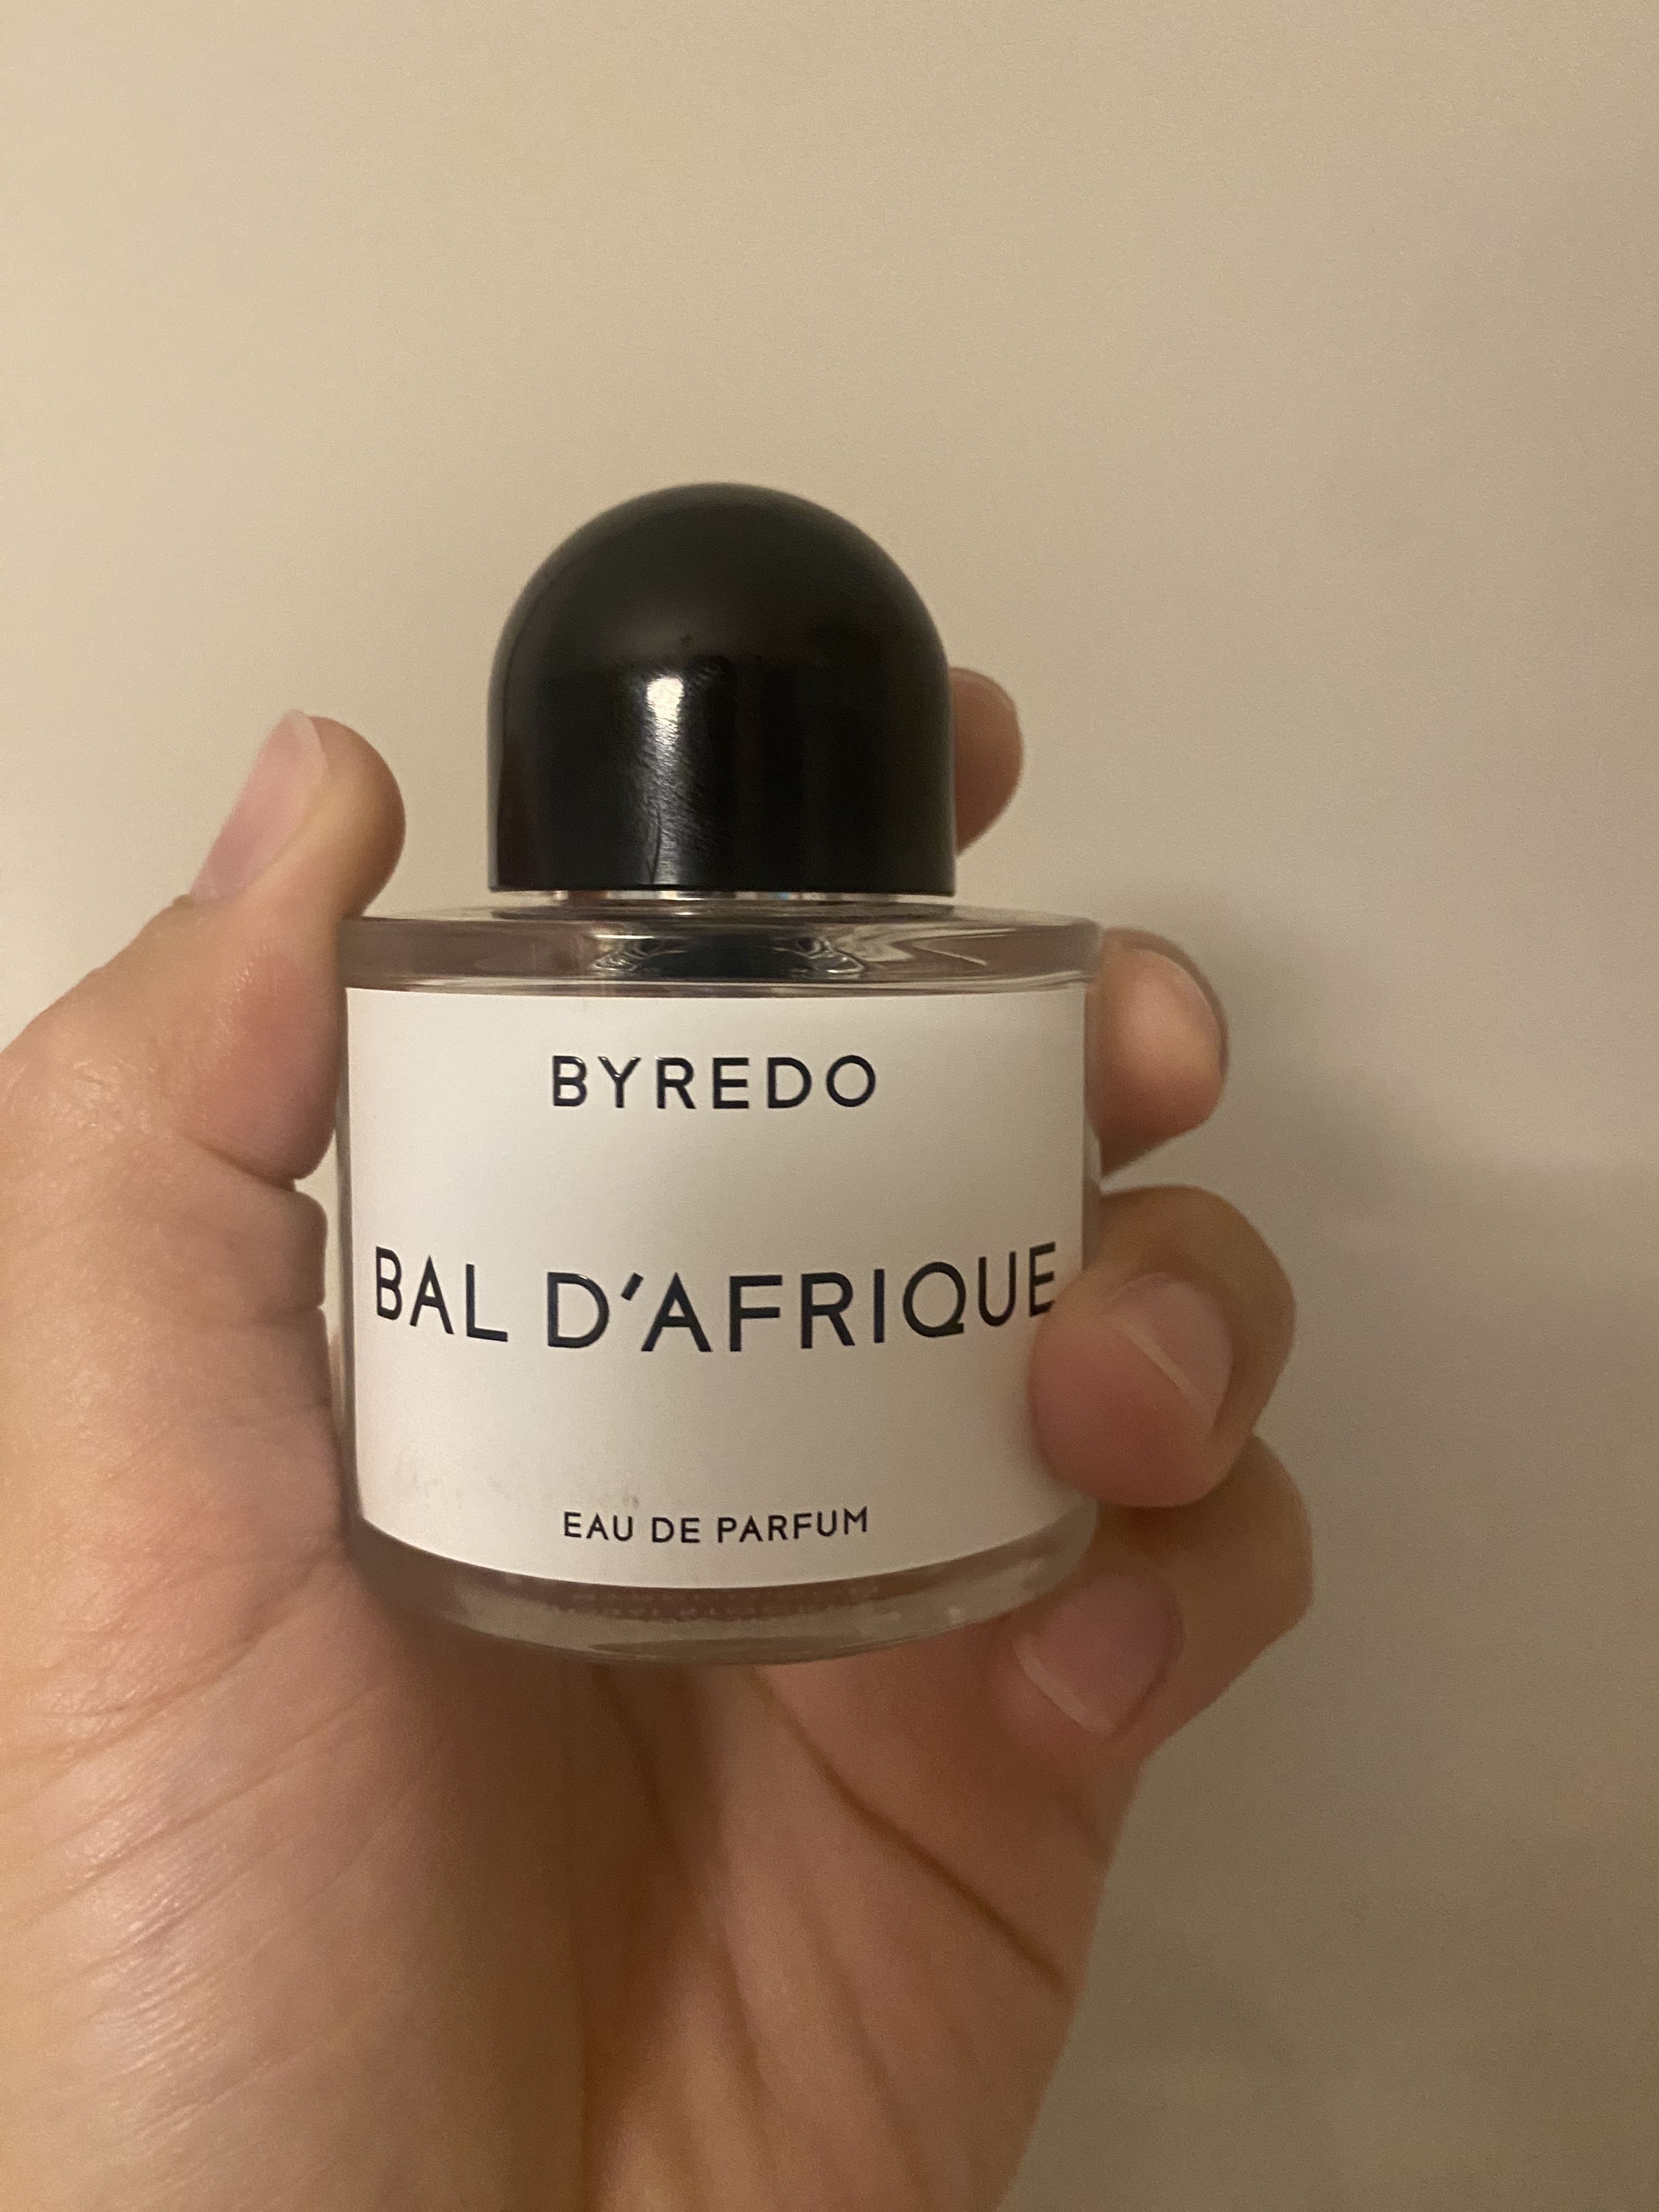 BYREDO
BAL D'AFRIQUE
EAU DE PARFUM